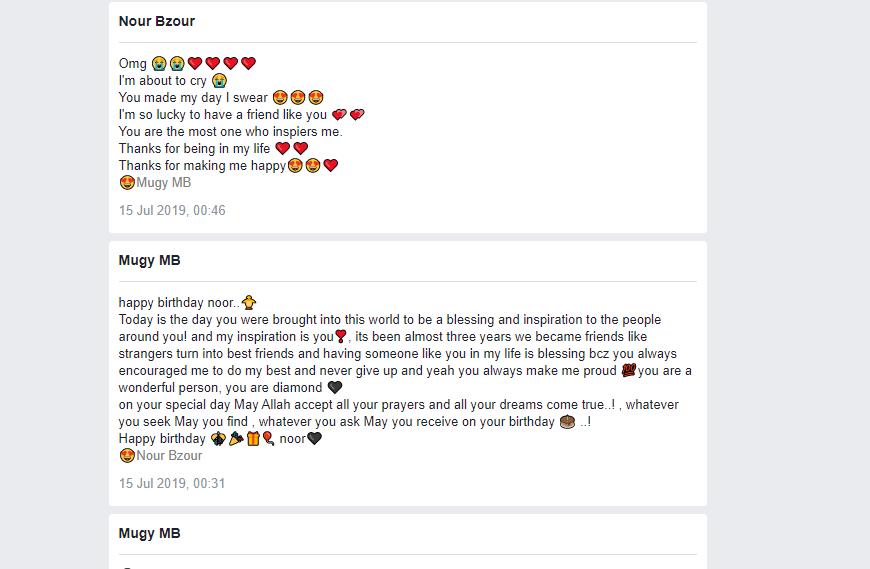 Nour Bzour
Omg 😭😭❤️❤️❤️❤️
I'm about to cry 😭
You made my day I swear 😍😍😍
I'm so lucky to have a friend like you 💕💕
You are the most one who inspiers me.
Thanks for being in my life ❤️❤️
Thanks for making me happy😍😍❤️
😍Mugy MB
15 Jul 2019, 00:46
Mugy MB
happy birthday noor..
Today is the day you were brought into this world to be a blessing and inspiration to the people
around you! and my inspiration is you❣️, its been almost three years we became friends like
strangers turn into best friends and having someone like you in my life is blessing bcz you always
encouraged me to do my best and never give up and yeah you always make me proud you are a
wonderful person, you are diamond 🖤
on your special day May Allah accept all your prayers and all your dreams come true..! , whatever
you seek May you find , whatever you ask May you receive on your birthday 🎂 ..!
Happy birthday 🎉🎁🎈 noor🖤
😍Nour Bzour
15 Jul 2019, 00:31
Mugy MB